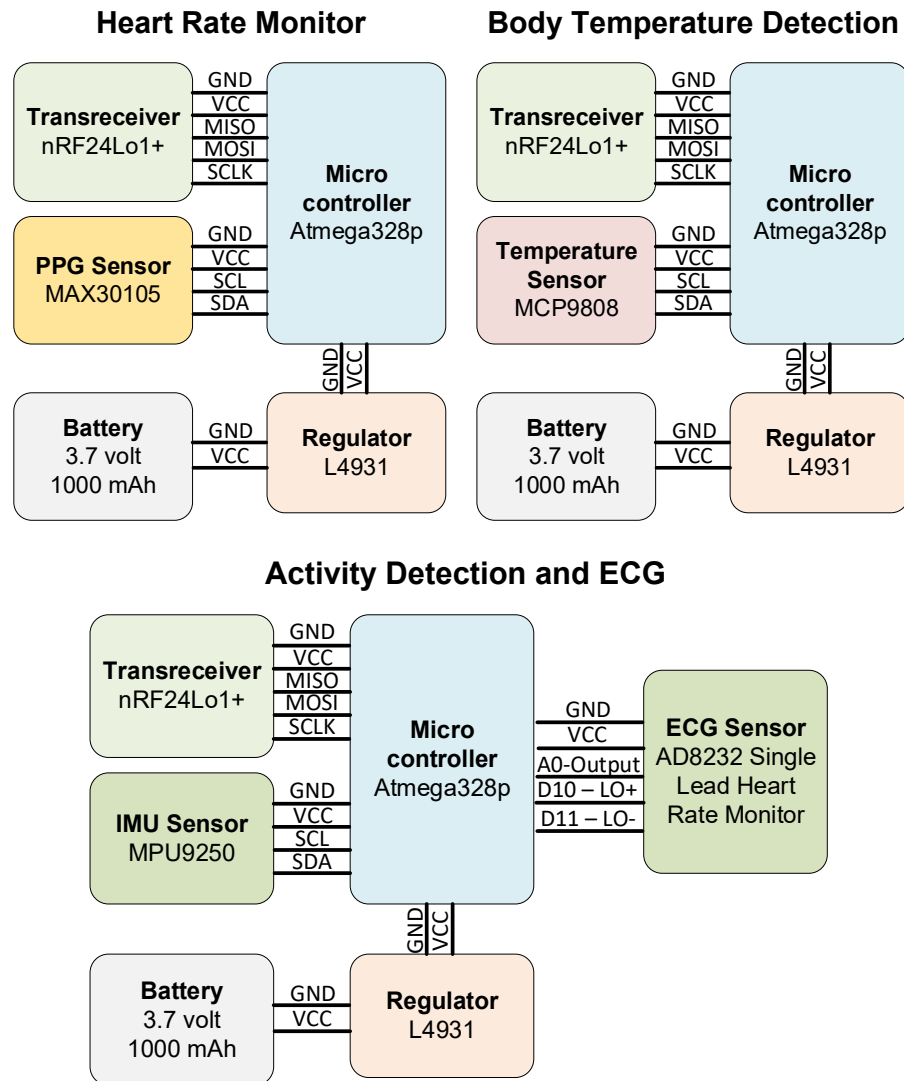 Heart Rate Monitor
Transreceiver
nRF24Lo1+
GND
VCC
MISO
MOSI
SCLK
Micro
controller
Atmega328p
PPG Sensor
MAX30105
GND
VCC
SCL
SDA
GND
VCC
Battery
3.7 volt
1000 mAh
GND
VCC
Regulator
L4931
Body Temperature Detection
Transreceiver
nRF24Lo1+
GND
VCC
MISO
MOSI
SCLK
Micro
controller
Atmega328p
Temperature
Sensor
MCP9808
GND
VCC
SCL
SDA
GND
VCC
Battery
3.7 volt
1000 mAh
GND
VCC
Regulator
L4931
Activity Detection and ECG
Transreceiver
nRF24Lo1+
GND
VCC
MISO
MOSI
SCLK
Micro
controller
Atmega328p
GND
VCC
A0-Output
D10 – LO+
D11 – LO-
ECG Sensor
AD8232 Single
Lead Heart
Rate Monitor
IMU Sensor
MPU9250
GND
VCC
SCL
SDA
GND
VCC
Battery
3.7 volt
1000 mAh
GND
VCC
Regulator
L4931